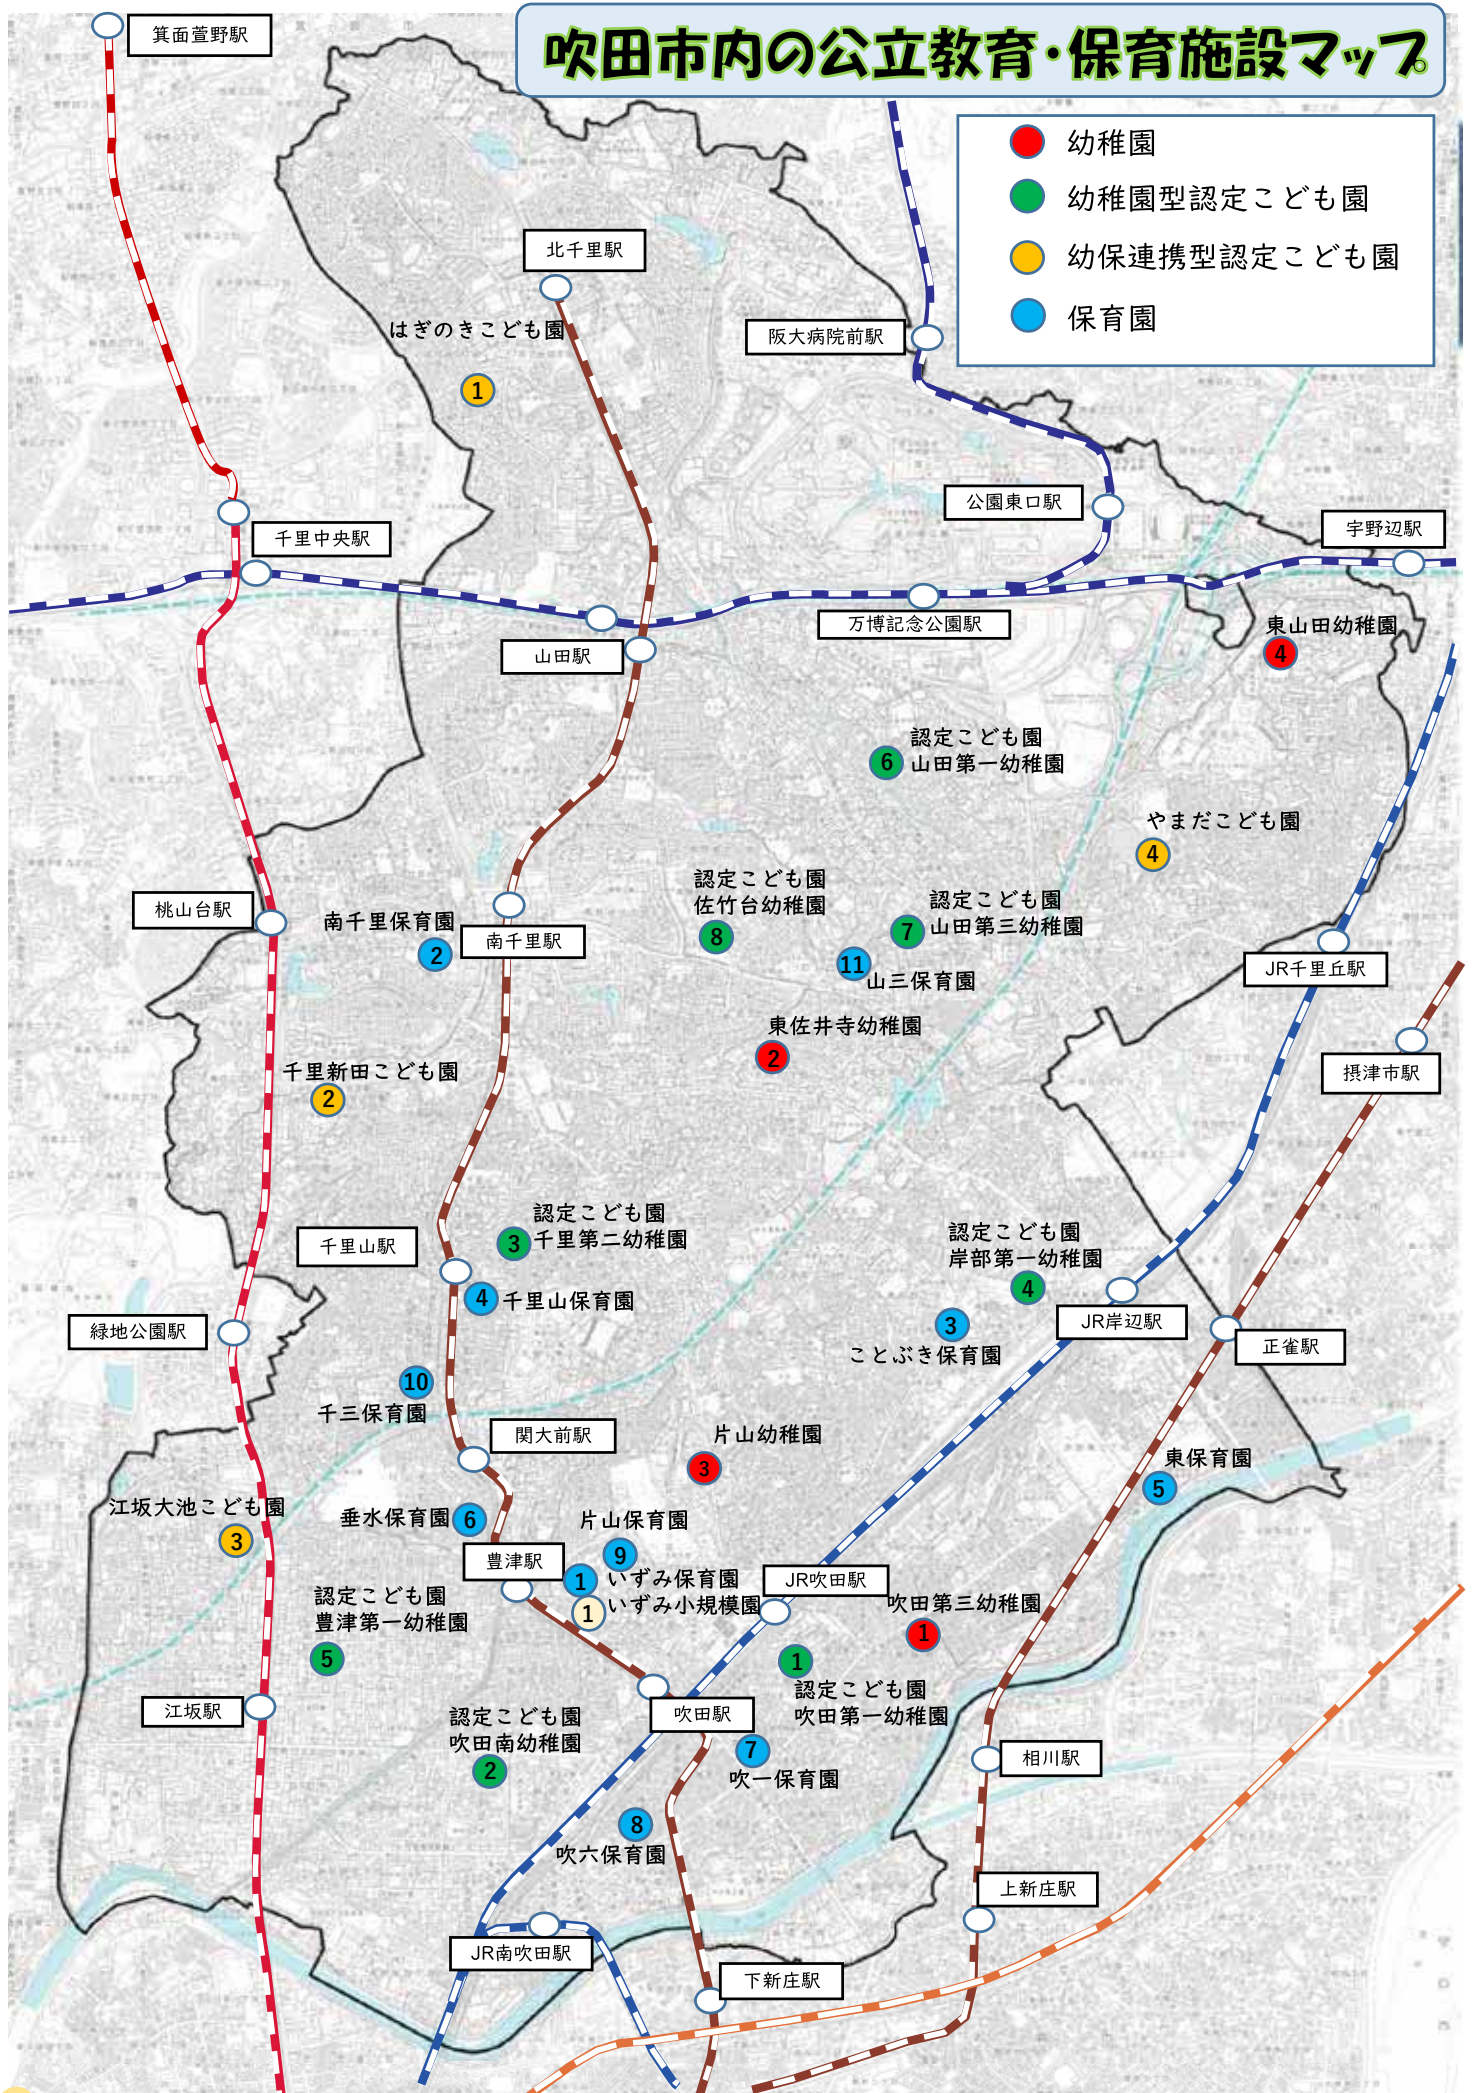 吹田市内の公立教育・保育施設マップ
幼稚園
幼稚園型認定こども園
幼保連携型認定こども園
保育園
箕面萱野駅
北千里駅
はぎのきこども園
1
阪大病院前駅
公園東口駅
宇野辺駅
千里中央駅
万博記念公園駅
山田駅
東山田幼稚園
4
認定こども園
山田第一幼稚園
6
やまだこども園
4
認定こども園
佐竹台幼稚園
8
認定こども園
山田第三幼稚園
7
桃山台駅
南千里保育園
2
南千里駅
11
山三保育園
JR千里丘駅
東佐井寺幼稚園
2
摂津市駅
千里新田こども園
2
認定こども園
千里第二幼稚園
3
千里山駅
認定こども園
岸部第一幼稚園
4
4
千里山保育園
緑地公園駅
3
ことぶき保育園
JR岸辺駅
正雀駅
10
千三保育園
関大前駅
片山幼稚園
3
東保育園
5
江坂大池こども園
3
垂水保育園
6
片山保育園
9
豊津駅
1
いずみ保育園
1
いずみ小規模園
JR吹田駅
認定こども園
豊津第一幼稚園
5
吹田第三幼稚園
1
1
認定こども園
吹田第一幼稚園
江坂駅
吹田駅
認定こども園
吹田南幼稚園
2
7
吹一保育園
相川駅
8
吹六保育園
上新庄駅
JR南吹田駅
下新庄駅